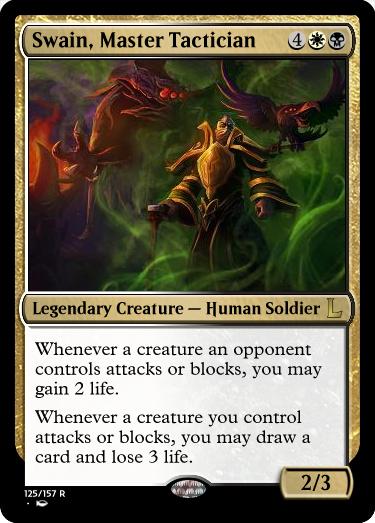 Swain, Master Tactician 4
Legendary Creature — Human Soldier L
Whenever a creature an opponent
controls attacks or blocks, you may
gain 2 life.
Whenever a creature you control
attacks or blocks, you may draw a
card and lose 3 life.
125/157 R
2/3